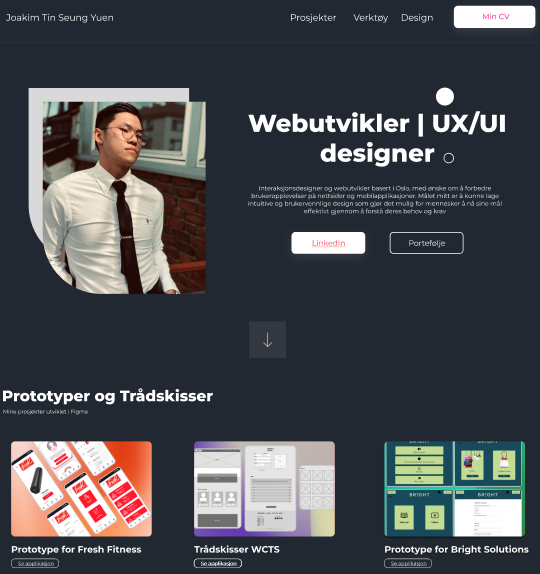 Joakim Tin Seung Yuen
Prosjekter Verktøy Design Min CV
Webutvikler | UX/UI
designer
Interaksjonsdesigner og webutvikler basert i Oslo, med ønske om å forbedre
brukeropplevelser på nettsider og mobilapplikasjoner. Målet mitt er å kunne lage
intuitive og brukervennlige design som gjør det mulig for mennesker å nå sine mål
effektivt gjennom å forstå deres behov og krav
LinkedIn Portefølje
Prototyper og Trådskisser
Mine prosjekter utviklet i Figma
BRIGHT BRIGHT
BRIGHT BRIGHT
Prototype for Fresh Fitness Trådskisser WCTS Prototype for Bright Solutions
Se applikasjon Se applikasjon Se applikasjon